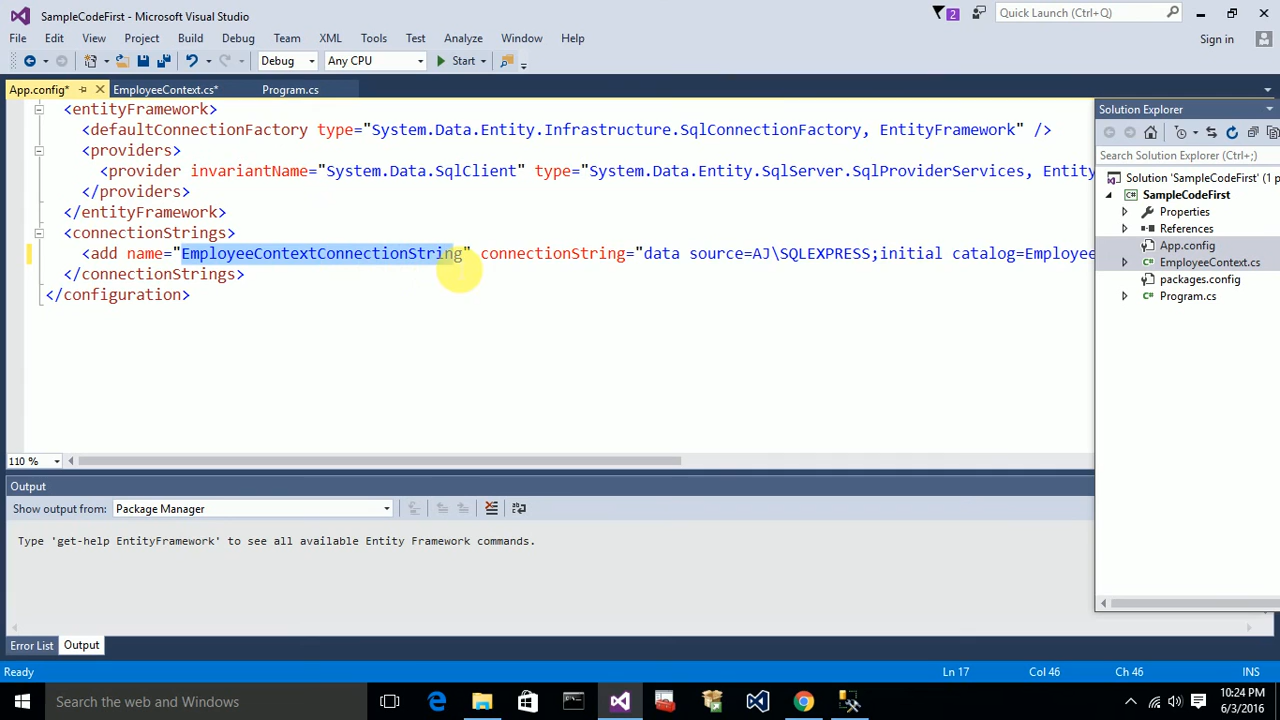 SampleCodeFirst - Microsoft Visual Studio
2
Quick Launch (Ctrl+Q)
File Edit View Project Build Debug Team XML Tools Test Analyze Window Help
Sign in
Debug Any CPU Start
App.config* EmployeeContext.cs* Program.cs
<entityFramework>
<defaultConnectionFactory type="System.Data.Entity.Infrastructure.SqlConnectionFactory, EntityFramework" />
<providers>
<provider invariantName="System.Data.SqlClient" type="System.Data.Entity.SqlServer.SqlProviderServices, Entity
</providers>
</entityFramework>
<connectionStrings>
<add name="EmployeeContextConnectionString" connectionString="data source=AJ\SQLEXPRESS;initial catalog=Employee
</connectionStrings>
</configuration>
Solution Explorer
Search Solution Explorer (Ctrl+;)
Solution 'SampleCodeFirst' (1 p
SampleCodeFirst
Properties
References
App.config
EmployeeContext.cs
packages.config
Program.cs
110 %
Output
Show output from: Package Manager
Type 'get-help EntityFramework' to see all available Entity Framework commands.
Error List Output
Ready Ln 17 Col 46 Ch 46 INS
Search the web and Windows
10:24 PM
6/3/2016